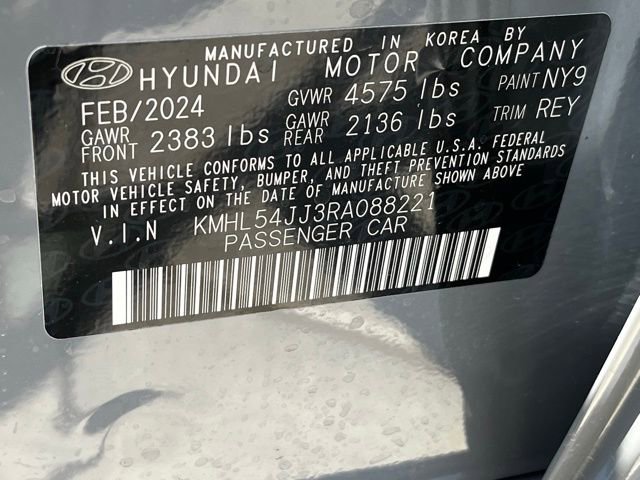 MANUFACTURED IN KOREA BY
HYUNDAI MOTOR COMPANY
FEB/2024 GVWR 4575 lbs PAINT NY9
GAWR FRONT 2383 lbs GAWR REAR 2136 lbs TRIM REY
THIS VEHICLE CONFORMS TO ALL APPLICABLE U.S.A. FEDERAL
MOTOR VEHICLE SAFETY, BUMPER, AND THEFT PREVENTION STANDARDS
IN EFFECT ON THE DATE OF MANUFACTURE SHOWN ABOVE
V.I.N KMHL54JJ3RA088221
PASSENGER CAR